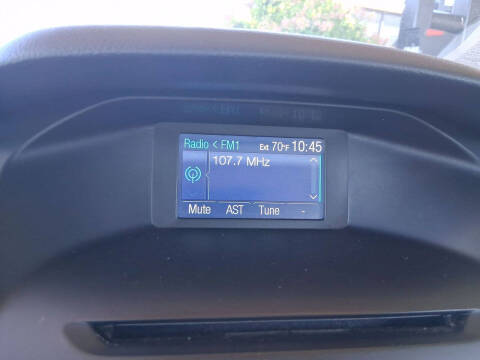 Radio < FM1 Ext 70°F 10:45
107.7 MHz
Mute AST Tune -